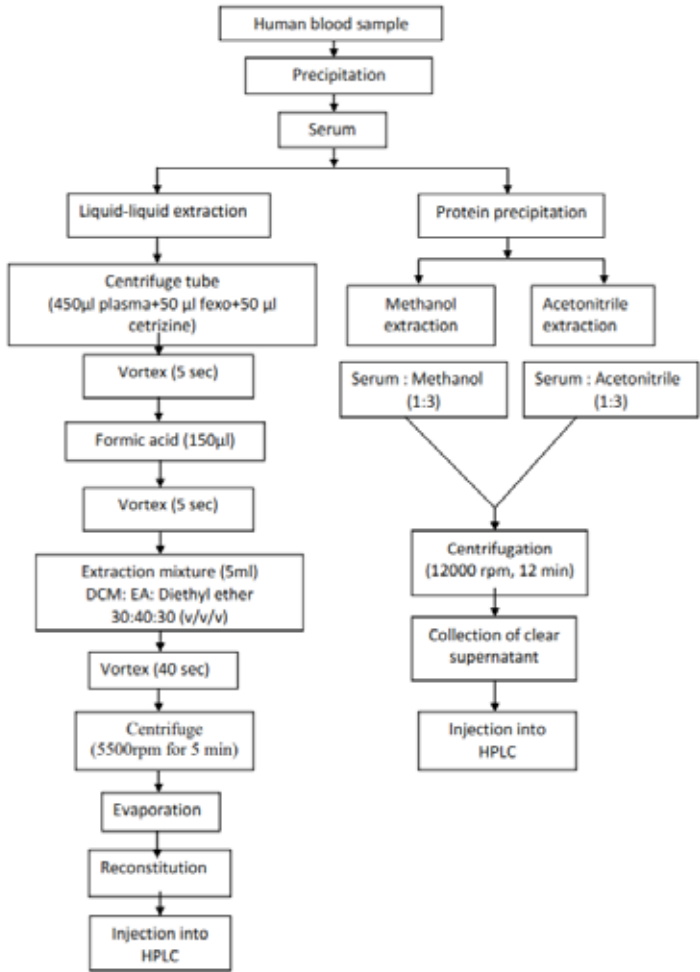 Human blood sample
Precipitation
Serum
Liquid-liquid extraction
Centrifuge tube
(450µl plasma+50 µl fexo+50 µl
cetrizine)
Vortex (5 sec)
Formic acid (150µl)
Vortex (5 sec)
Extraction mixture (5ml)
DCM: EA: Diethyl ether
30:40:30 (v/v/v)
Vortex (40 sec)
Centrifuge
(5500rpm for 5 min)
Evaporation
Reconstitution
Injection into
HPLC
Protein precipitation
Methanol
extraction
Acetonitrile
extraction
Serum : Methanol
(1:3)
Serum : Acetonitrile
(1:3)
Centrifugation
(12000 rpm, 12 min)
Collection of clear
supernatant
Injection into
HPLC